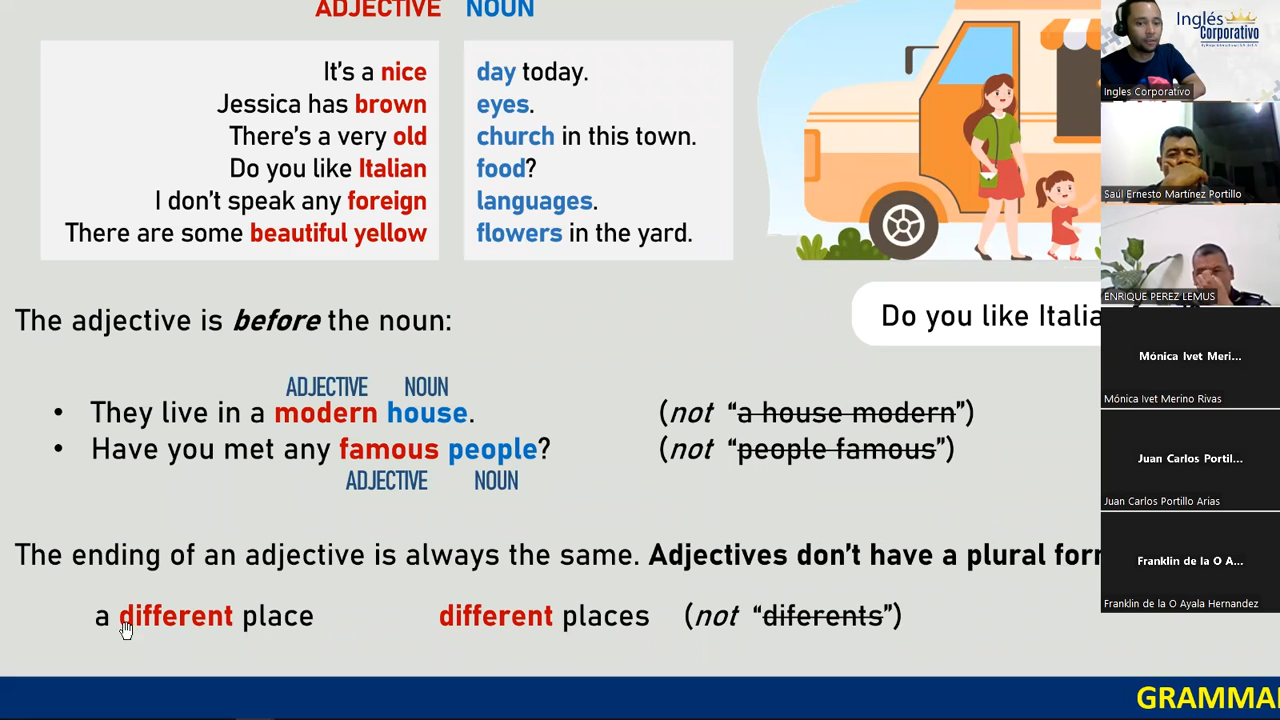 ADJECTIVE NOUN
It's a nice day today.
Jessica has brown eyes.
There's a very old church in this town.
Do you like Italian food?
I don't speak any foreign languages.
There are some beautiful yellow flowers in the yard.
The adjective is before the noun:
Do you like Italia
ADJECTIVE NOUN
• They live in a modern house. (not “a house modern”)
• Have you met any famous people? (not “people famous”)
ADJECTIVE NOUN
The ending of an adjective is always the same. Adjectives don't have a plural for
a different place different places (not “diferents”)
GRAMMA
Inglés
Corporativo
Ingles Corporativo
Saúl Ernesto Martínez Portillo
ENRIQUE PEREZ LEMUS
Mónica Ivet Meri...
Mónica Ivet Merino Rivas
Juan Carlos Portil...
Juan Carlos Portillo Arias
Franklin de la O A...
Franklin de la O Ayala Hernandez